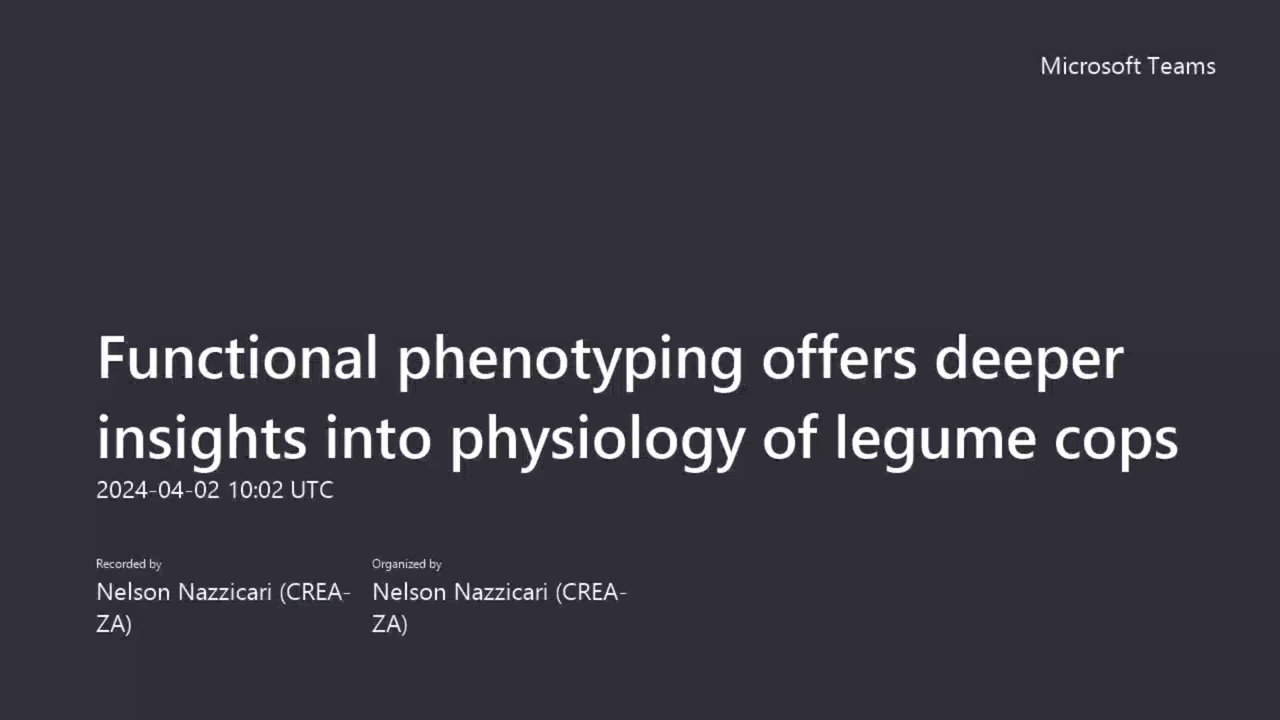 Microsoft Teams
Functional phenotyping offers deeper
insights into physiology of legume cops
2024-04-02 10:02 UTC
Recorded by
Nelson Nazzicari (CREA-
ZA)
Organized by
Nelson Nazzicari (CREA-
ZA)